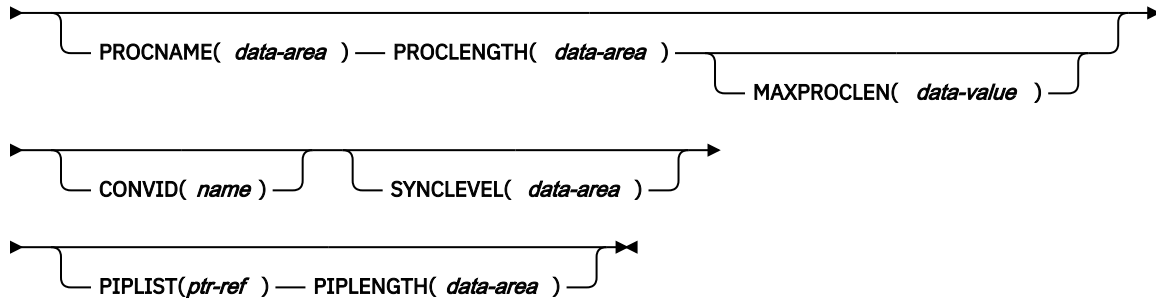 PROCNAME( data-area ) PROCLENGTH( data-area )
MAXPROCLEN( data-value )
CONVID( name ) SYNCLEVEL( data-area )
PIPLIST(ptr-ref ) PIPLENGTH( data-area )